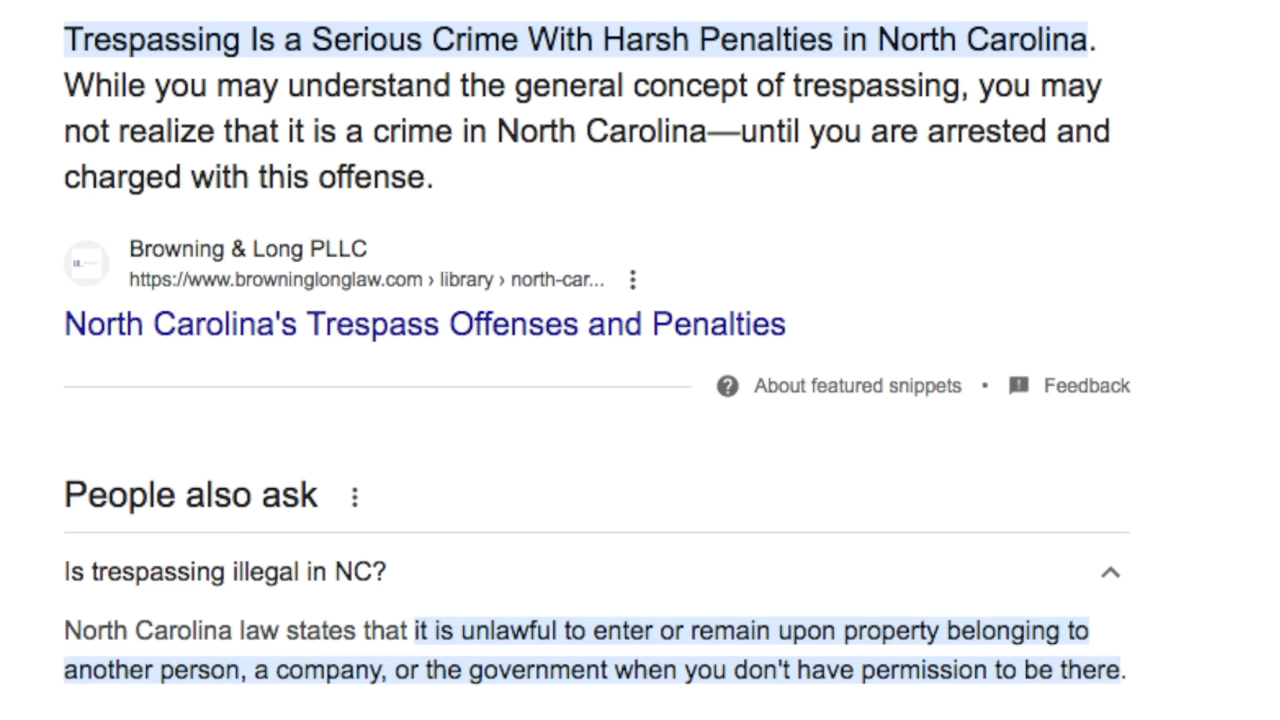 Trespassing Is a Serious Crime With Harsh Penalties in North Carolina.
While you may understand the general concept of trespassing, you may
not realize that it is a crime in North Carolina—until you are arrested and
charged with this offense.
Browning & Long PLLC
https://www.browninglonglaw.com › library › north-car...
North Carolina's Trespass Offenses and Penalties
About featured snippets • Feedback
People also ask
Is trespassing illegal in NC?
North Carolina law states that it is unlawful to enter or remain upon property belonging to
another person, a company, or the government when you don't have permission to be there.